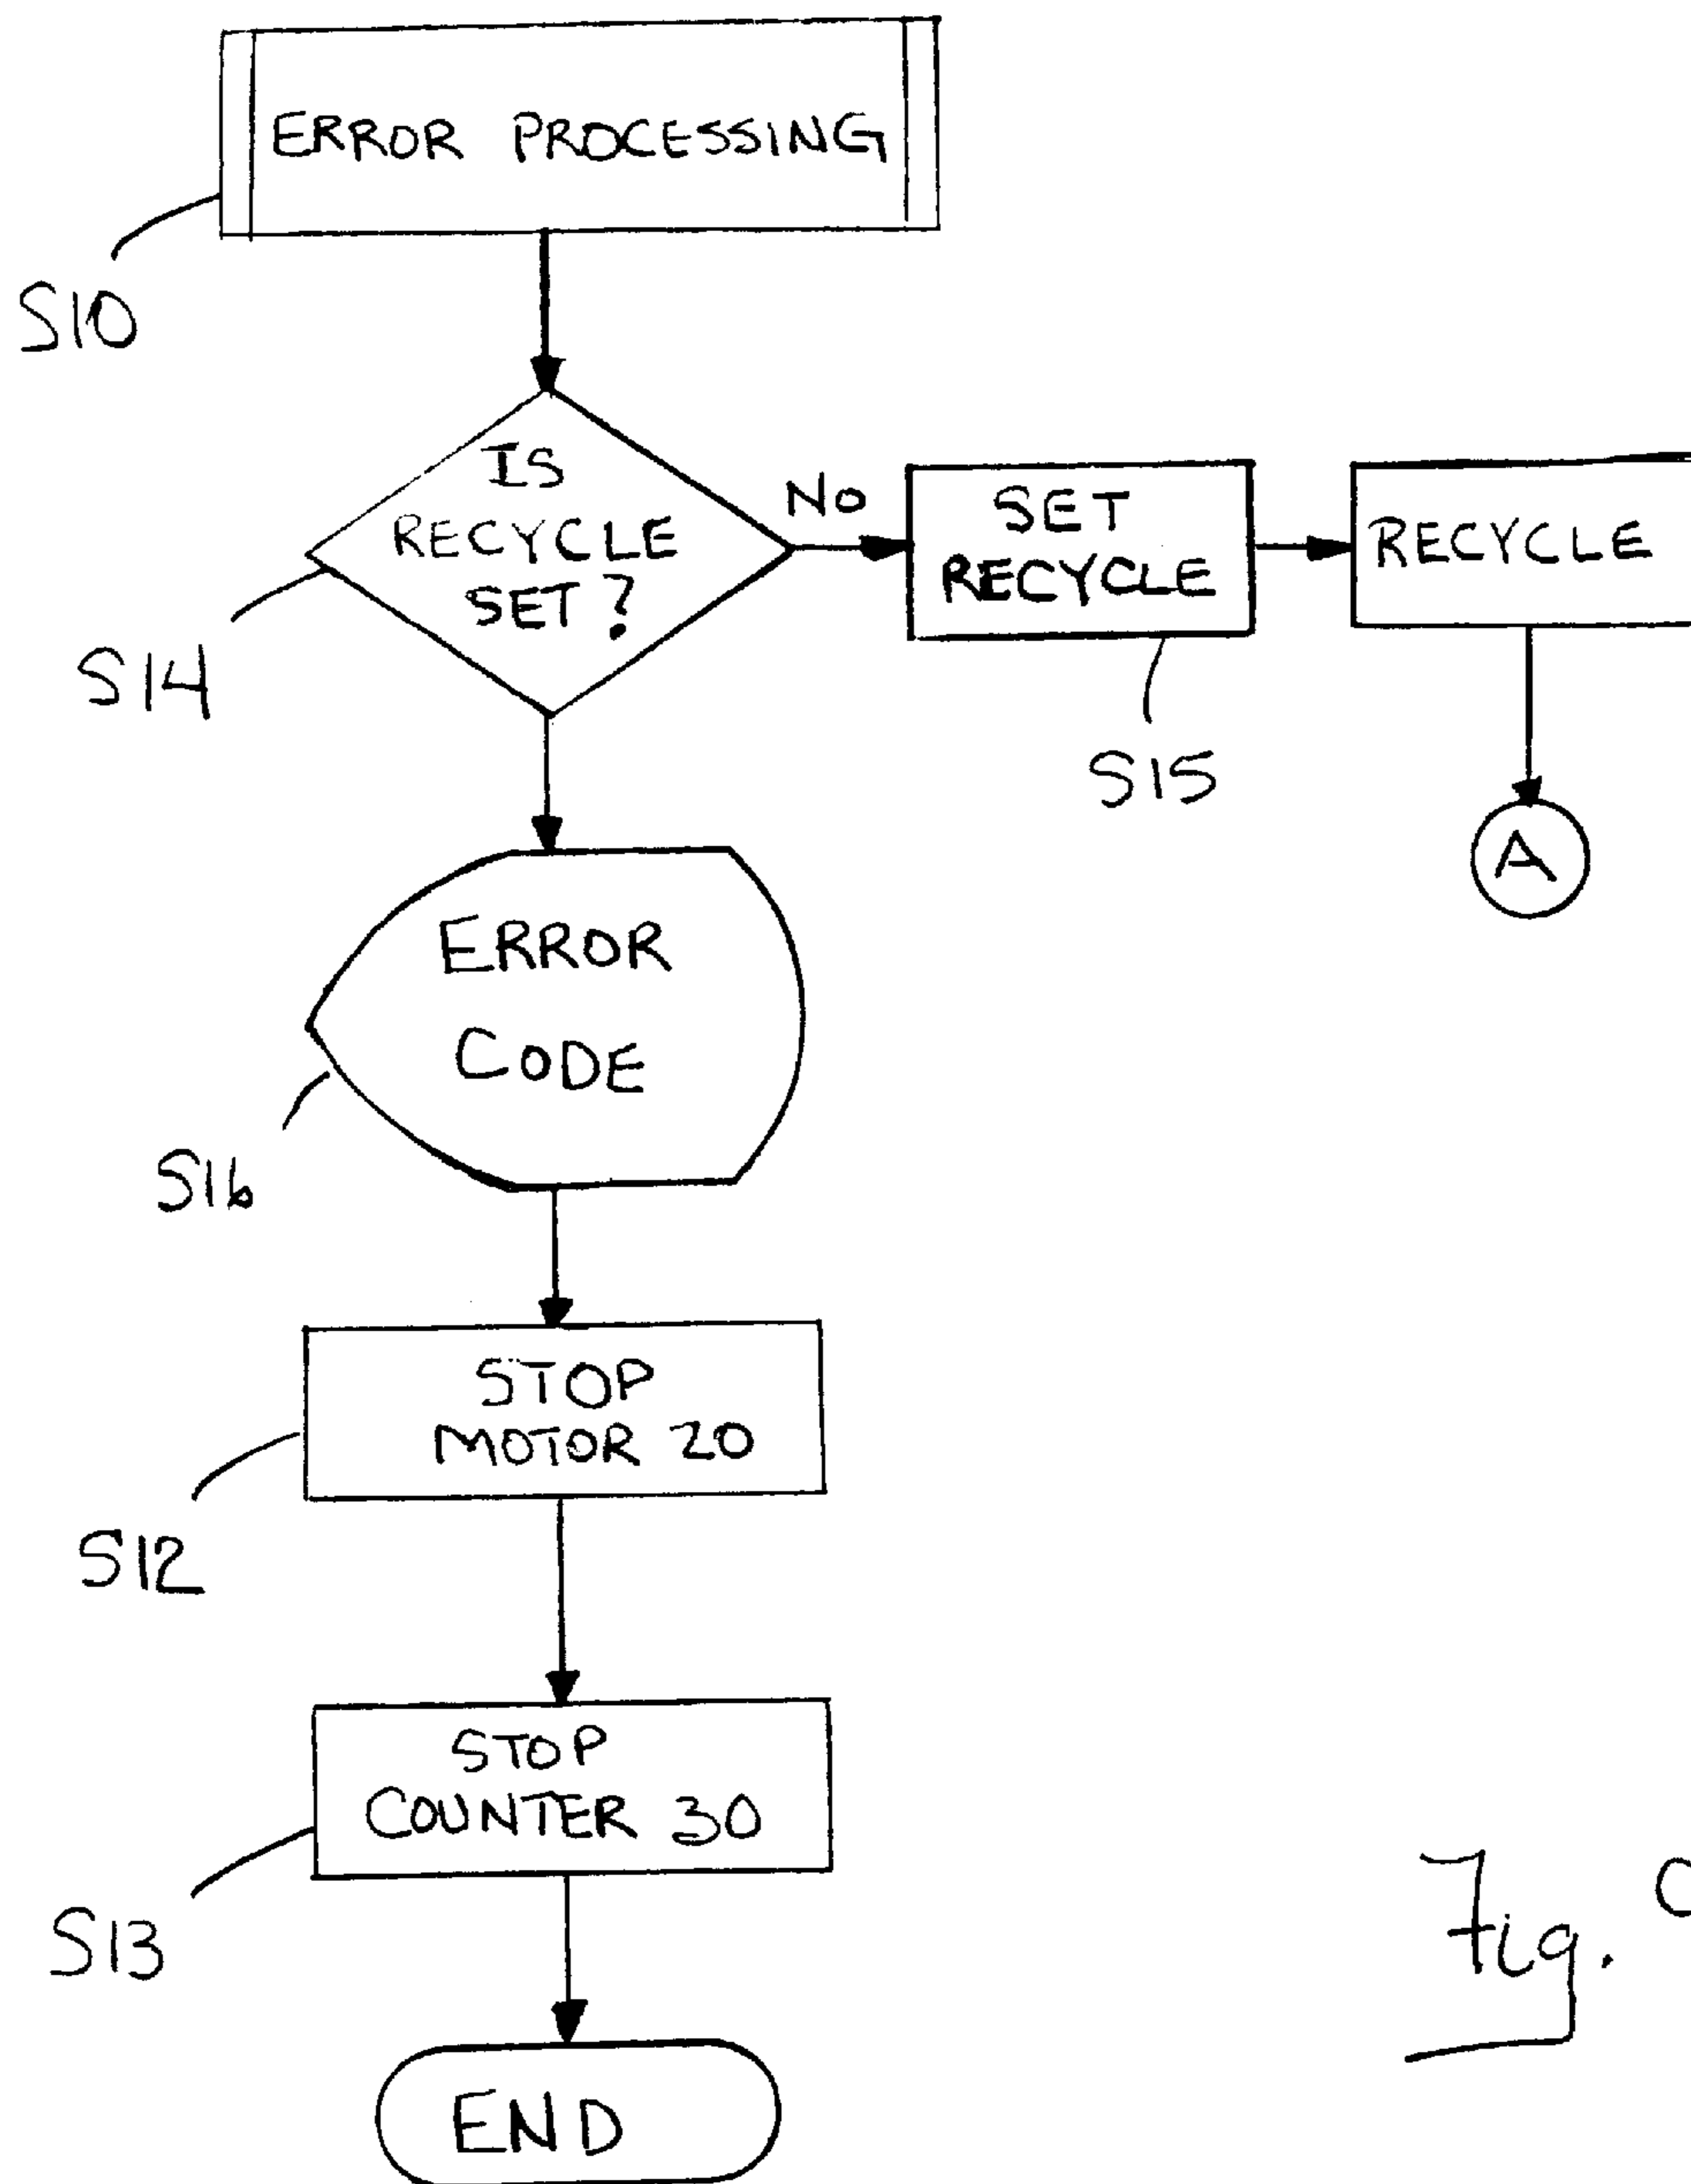 ERROR PROCESSING
S10
IS
RECYCLE
SET?
S14
No
SET
RECYCLE
S15
RECYCLE
A
ERROR
CODE
S16
STOP
MOTOR 20
S12
STOP
COUNTER 30
S13
Fig.
END